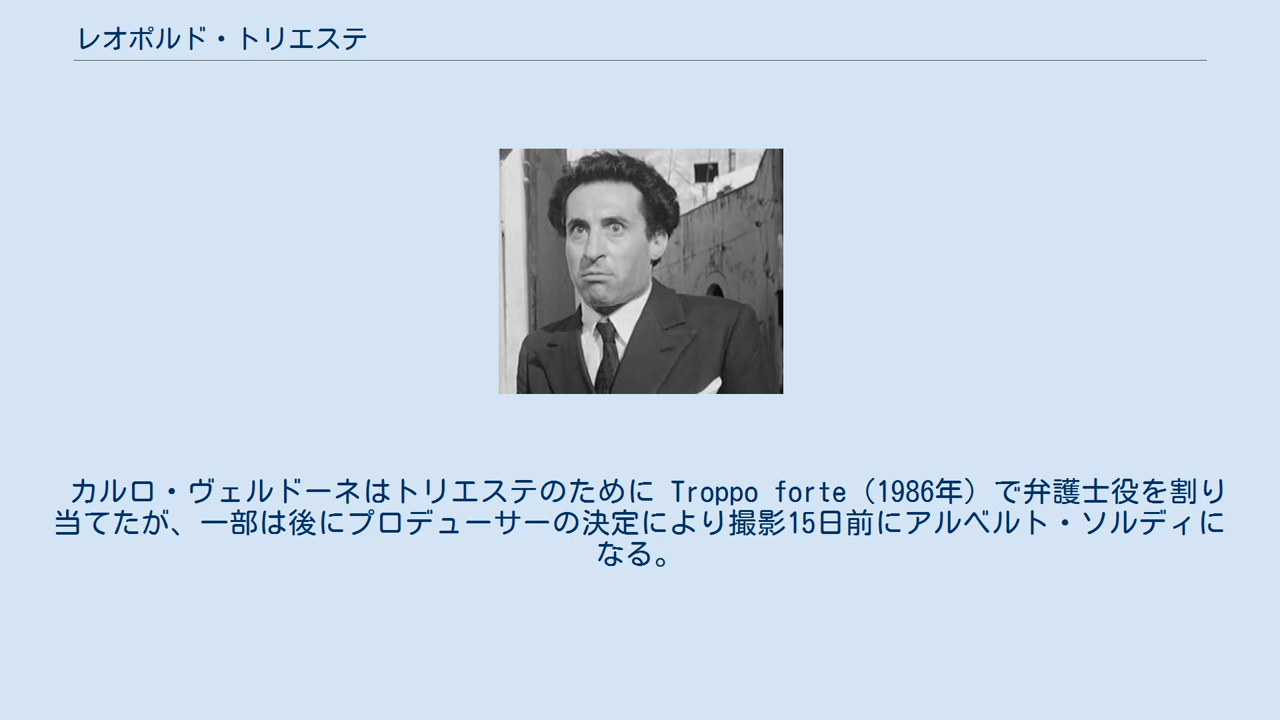 レオポルド・トリエステ
カルロ・ヴェルドーネはトリエステのために Troppo forte（1986年）で弁護士役を割り
当てたが、一部は後にプロデューサーの決定により撮影15日前にアルベルト・ソルディに
なる。